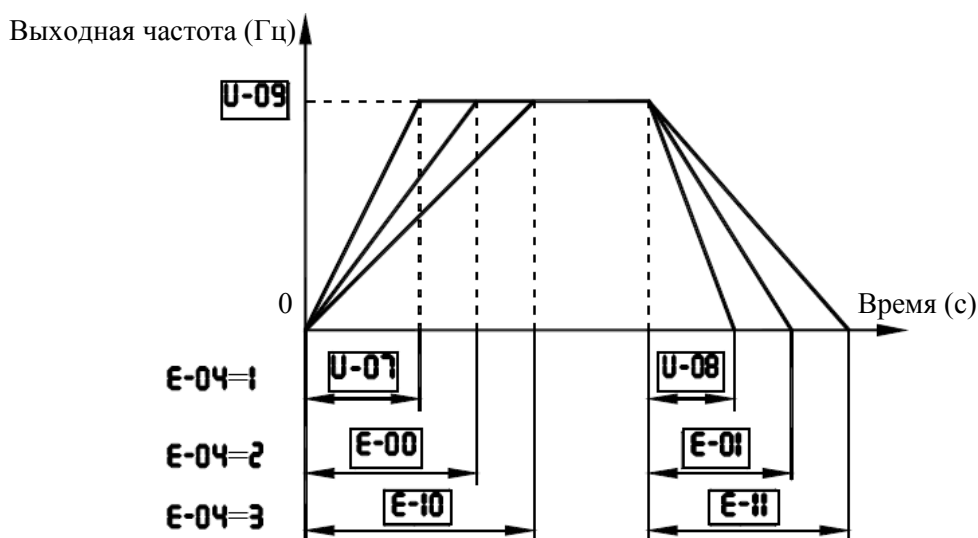 Выходная частота (Гц)
U-09
0
Время (с)
E-04=1
U-07
U-08
E-04=2
E-00
E-01
E-04=3
E-10
E-11